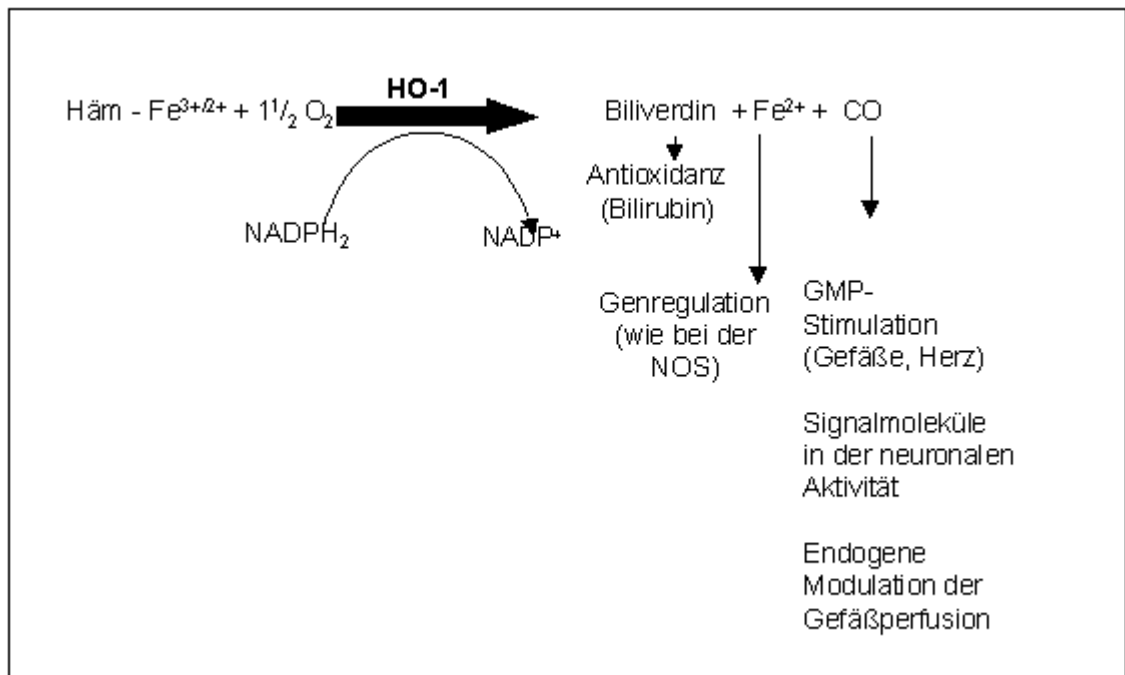 HO-1
Häm - Fe³⁺/²⁺ + 1¹/₂ O₂
Biliverdin + Fe²⁺ + CO
NADPH₂
NADP⁺
Antioxidanz
(Bilirubin)
Genregulation
(wie bei der
NOS)
GMP-
Stimulation
(Gefäße, Herz)
Signalmoleküle
in der neuronalen
Aktivität
Endogene
Modulation der
Gefäßperfusion